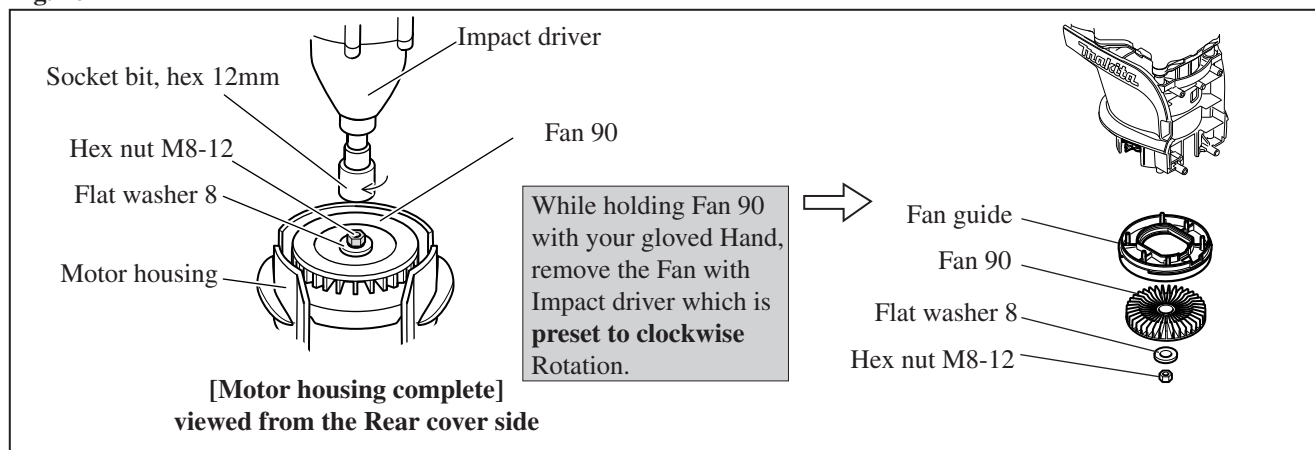 Impact driver
Socket bit, hex 12mm
Fan 90
Hex nut M8-12
Flat washer 8
Motor housing
[Motor housing complete]
viewed from the Rear cover side
While holding Fan 90
with your gloved Hand,
remove the Fan with
Impact driver which is
preset to clockwise
Rotation.
Makita
Fan guide
Fan 90
Flat washer 8
Hex nut M8-12